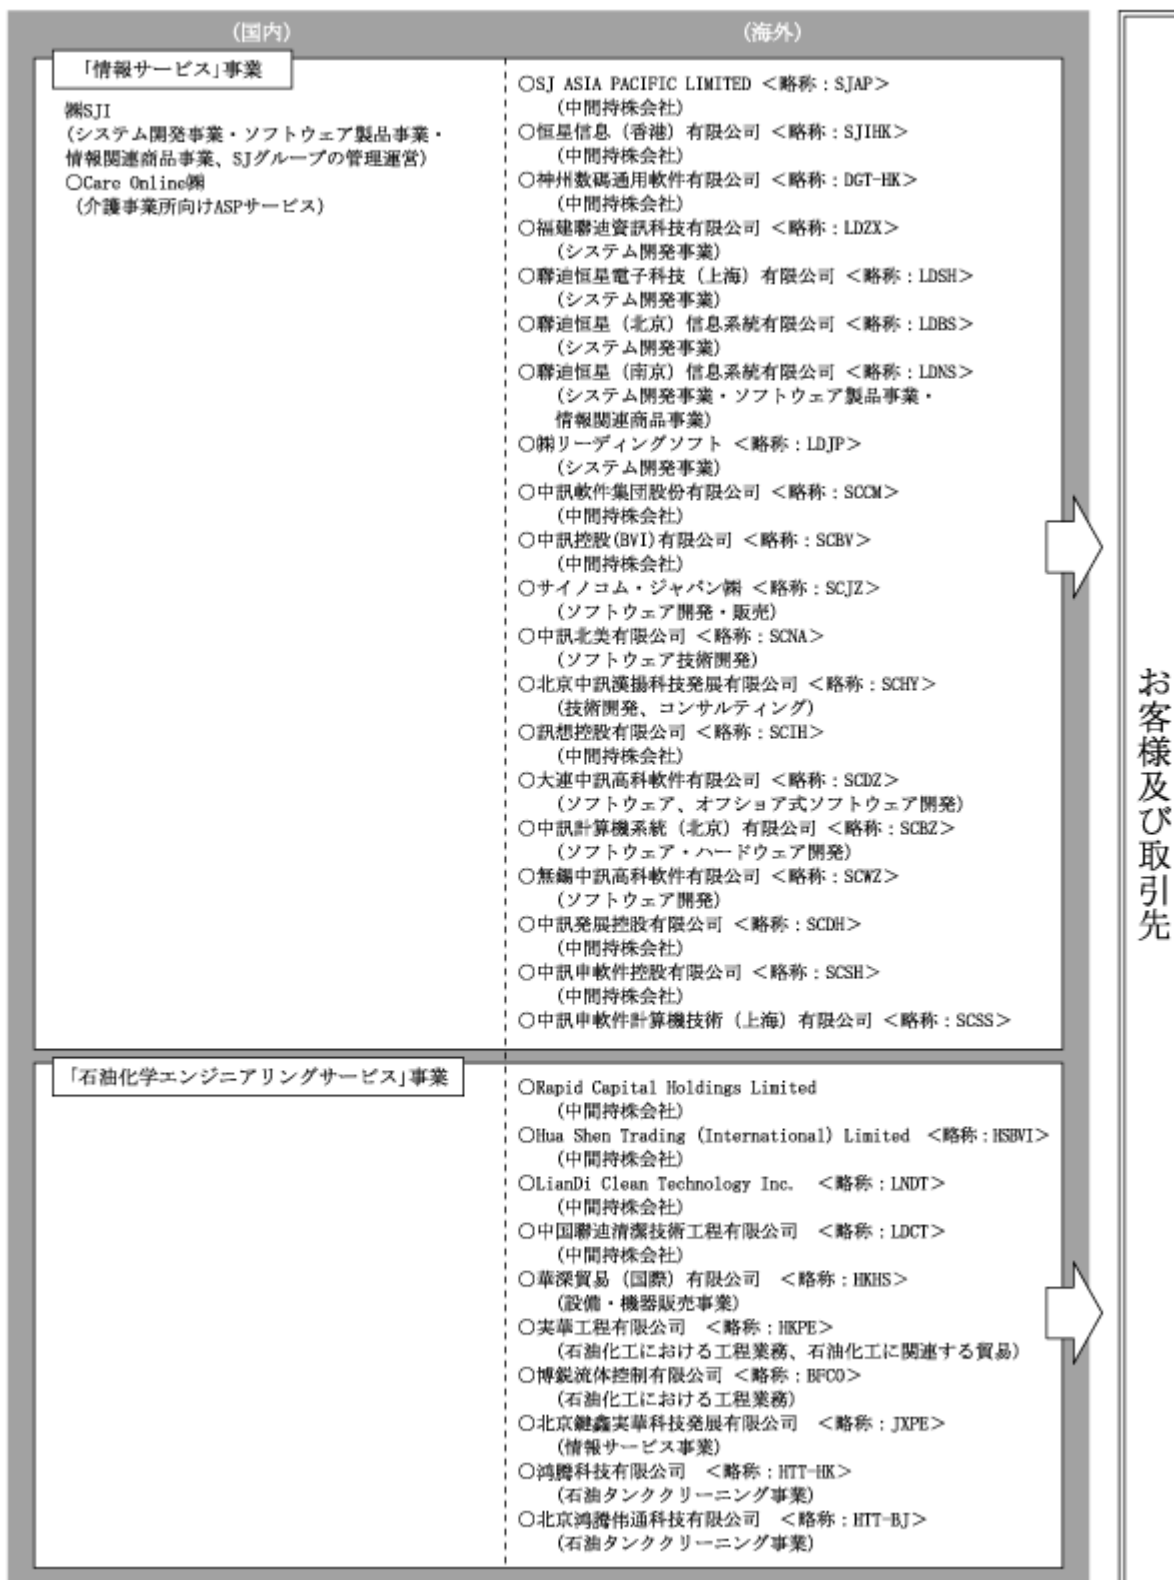 (国内)
(海外)
「情報サービス」事業
㈱SJI
(システム開発事業・ソフトウェア製品事業・
情報関連商品事業、SJグループの管理運営)
○Care Online㈱
(介護事業所向けASPサービス)
○SJ ASIA PACIFIC LIMITED <略称:SJAP>
(中間持株会社)
○恒星信息（香港）有限公司 <略称:SJIHK>
(中間持株会社)
○神州数碼通用軟件有限公司 <略称:DGT-HK>
(中間持株会社)
○福建聯迪資訊科技有限公司 <略称:LDZX>
(システム開発事業)
○聯迪恒星電子科技（上海）有限公司 <略称:LDSH>
(システム開発事業)
○聯迪恒星（北京）信息系統有限公司 <略称:LDBS>
(システム開発事業)
○聯迪恒星（南京）信息系統有限公司 <略称:LDNS>
(システム開発事業・ソフトウェア製品事業・
情報関連商品事業)
○㈱リーディングソフト <略称:LDJP>
(システム開発事業)
○中訊軟件集団股份有限公司 <略称:SCCM>
(中間持株会社)
○中訊控股(BVI)有限公司 <略称:SCBV>
(中間持株会社)
○サイノコム・ジャパン㈱ <略称:SCJZ>
(ソフトウェア開発・販売)
○中訊北美有限公司 <略称:SCNA>
(ソフトウェア技術開発)
○北京中訊漢揚科技発展有限公司 <略称:SCHY>
(技術開発、コンサルティング)
○訊想控股有限公司 <略称:SCIH>
(中間持株会社)
○大連中訊高科軟件有限公司 <略称:SCDZ>
(ソフトウェア、オフショア式ソフトウェア開発)
○中訊計算機系統（北京）有限公司 <略称:SCBZ>
(ソフトウェア・ハードウェア開発)
○無錫中訊高科軟件有限公司 <略称:SCWZ>
(ソフトウェア開発)
○中訊発展控股有限公司 <略称:SCDH>
(中間持株会社)
○中訊申軟件控股有限公司 <略称:SCSH>
(中間持株会社)
○中訊申軟件計算機技術（上海）有限公司 <略称:SCSS>
「石油化学エンジニアリングサービス」事業
○Rapid Capital Holdings Limited
(中間持株会社)
○Hua Shen Trading (International) Limited <略称:HSBVI>
(中間持株会社)
○LianDi Clean Technology Inc. <略称:LNDT>
(中間持株会社)
○中国聯迪清潔技術工程有限公司 <略称:LDCT>
(中間持株会社)
○華深貿易（国際）有限公司 <略称:HKHS>
(設備・機器販売事業)
○実華工程有限公司 <略称:HKPE>
(石油化工における工程業務、石油化工に関連する貿易)
○博鋭流体控制有限公司 <略称:BFCO>
(石油化工における工程業務)
○北京鍵鑫実華科技発展有限公司 <略称:JXPE>
(情報サービス事業)
○鴻騰科技有限公司 <略称:HTT-HK>
(石油タンククリーニング事業)
○北京鴻騰偉通科技有限公司 <略称:HTT-BJ>
(石油タンククリーニング事業)
お客様及び取引先